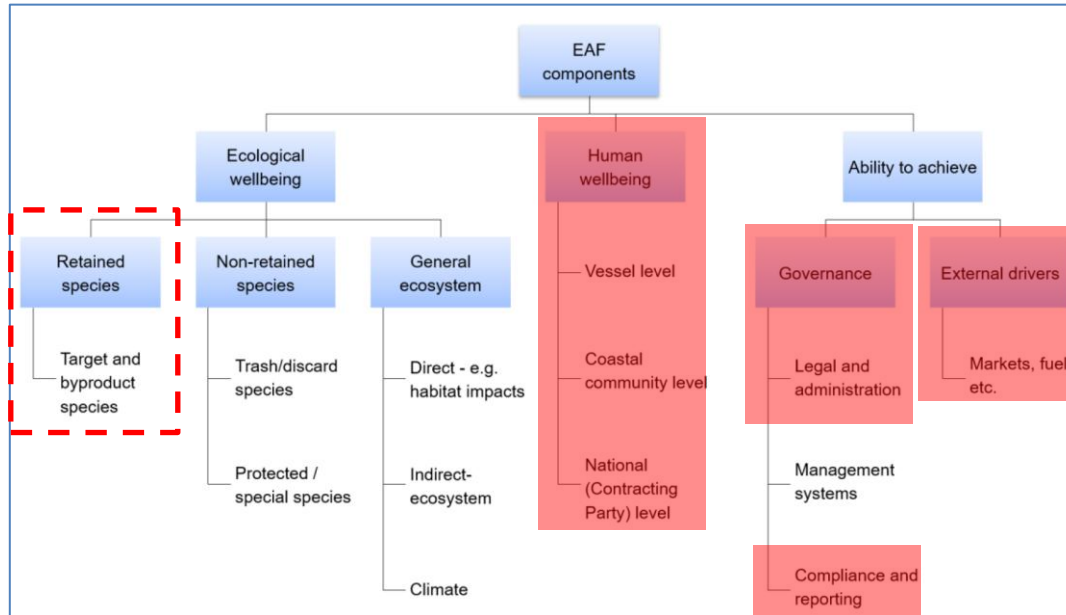 EAF
components
Ecological
wellbeing
Human
wellbeing
Ability to achieve
Retained
species
Non-retained
species
General
ecosystem
Vessel level
Governance
External drivers
Target and
byproduct
species
Trash/discard
species
Direct - e.g.
habitat impacts
Coastal
community level
Legal and
administration
Markets, fuel
etc.
Protected /
special species
Indirect-
ecosystem
National
(Contracting
Party) level
Management
systems
Climate
Compliance and
reporting